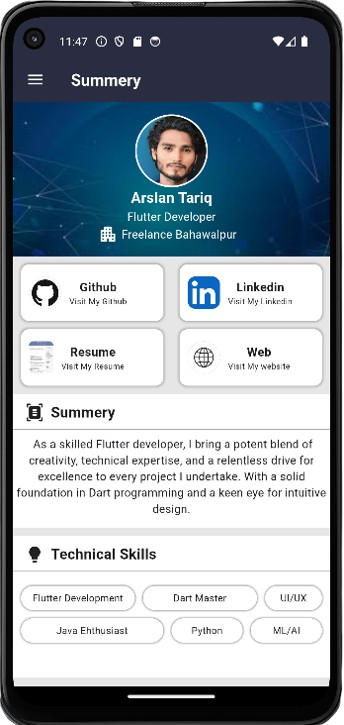 11:47
Summery
Arslan Tariq
Flutter Developer
Freelance Bahawalpur
Github
Visit My Github
Linkedin
Visit My Linkedin
Resume
Visit My Resume
Web
Visit My website
Summery
As a skilled Flutter developer, I bring a potent blend of
creativity, technical expertise, and a relentless drive for
excellence to every project I undertake. With a solid
foundation in Dart programming and a keen eye for intuitive
design.
Technical Skills
Flutter Development
Dart Master
UI/UX
Java Ehthusiast
Python
ML/AI